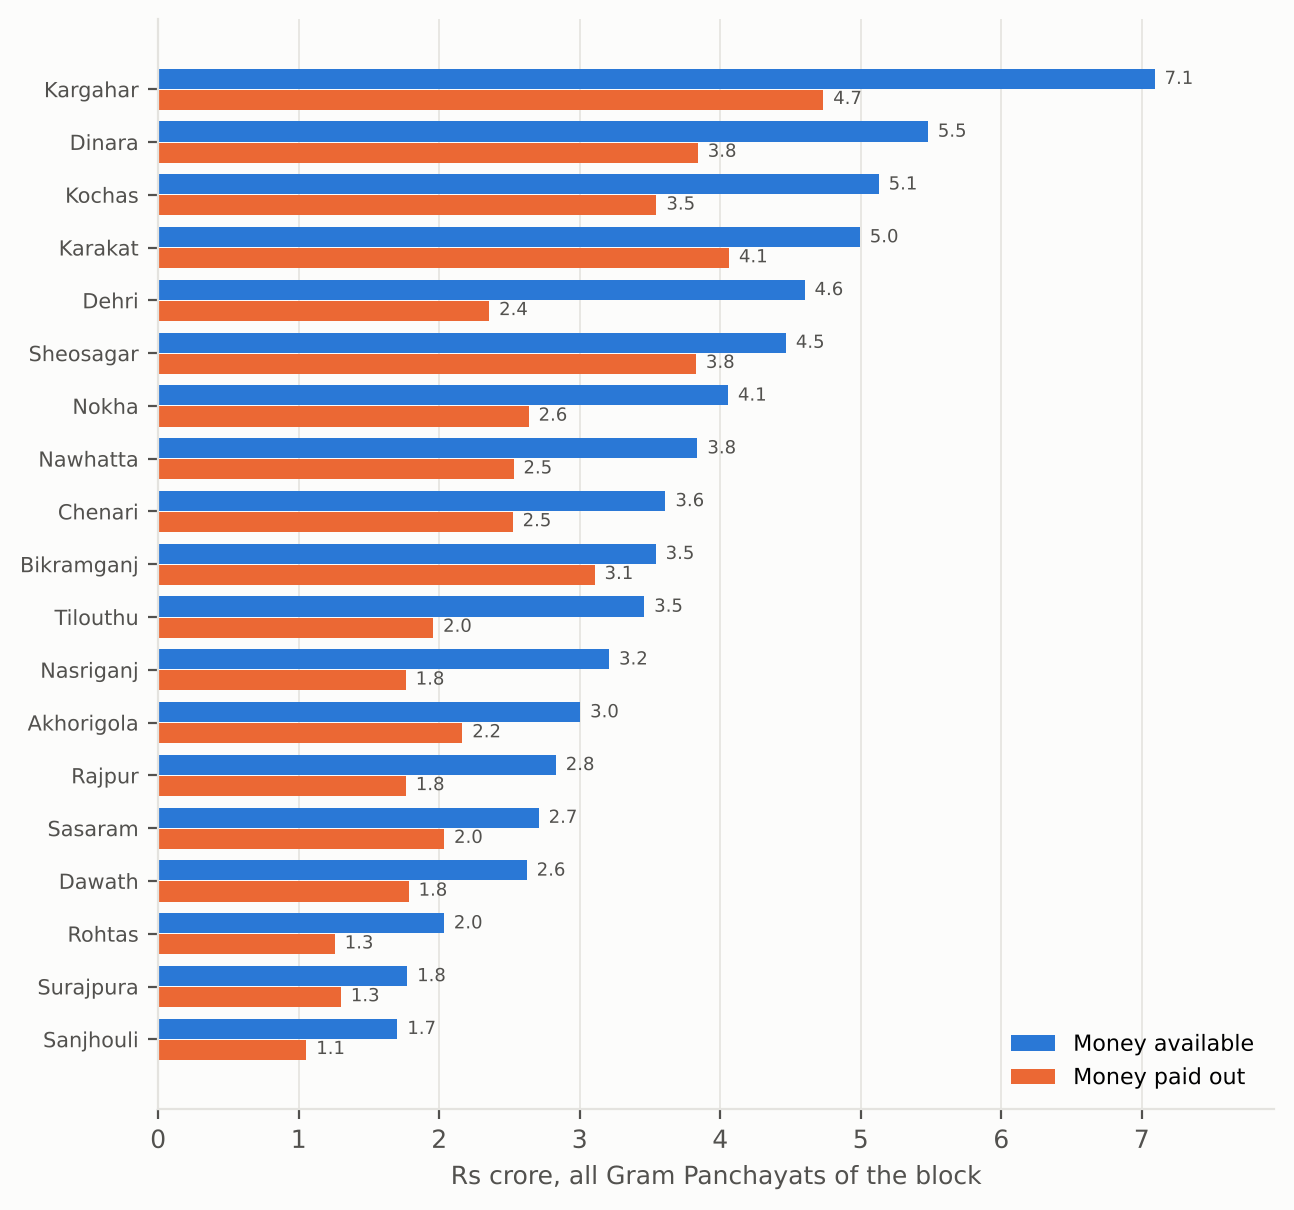 Kargahar 7.1
4.7
Dinara 5.5
3.8
Kochas 5.1
3.5
Karakat 5.0
4.1
Dehri 4.6
2.4
Sheosagar 4.5
3.8
Nokha 4.1
2.6
Nawhatta 3.8
2.5
Chenari 3.6
2.5
Bikramganj 3.5
3.1
Tilouthu 3.5
2.0
Nasriganj 3.2
1.8
Akhorigola 3.0
2.2
Rajpur 2.8
1.8
Sasaram 2.7
2.0
Dawath 2.6
1.8
Rohtas 2.0
1.3
Surajpura 1.8
1.3
Sanjhouli 1.7
1.1
Money available
Money paid out
0 1 2 3 4 5 6 7
Rs crore, all Gram Panchayats of the block